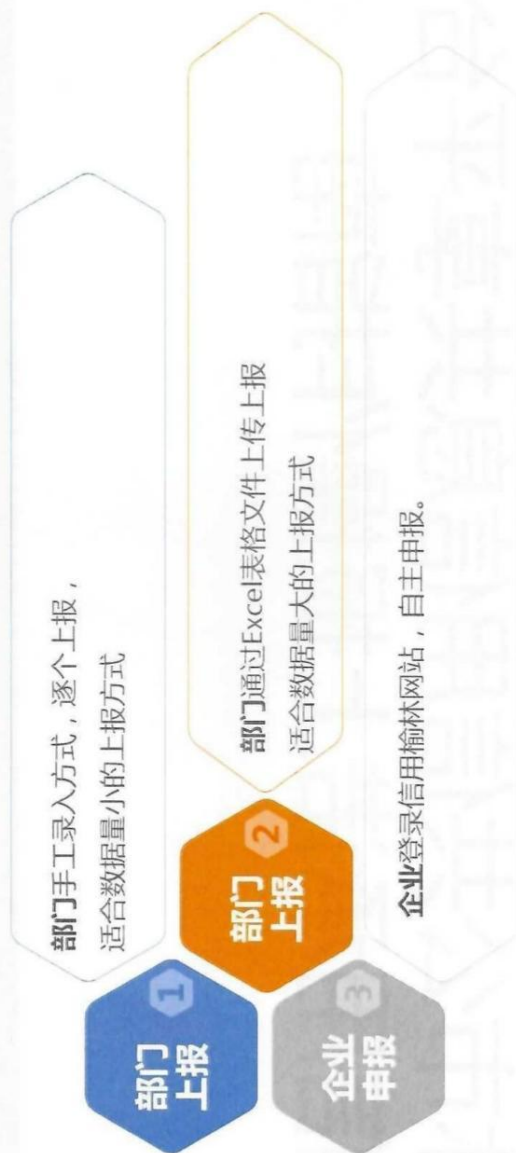 部门
上报
1
部门手工录入方式，逐个上报，
适合数据量小的上报方式
部门
上报
2
部门通过Excel表格文件上传上报
适合数据量大的上报方式
企业
申报
3
企业登录信用榆林网站，自主申报。